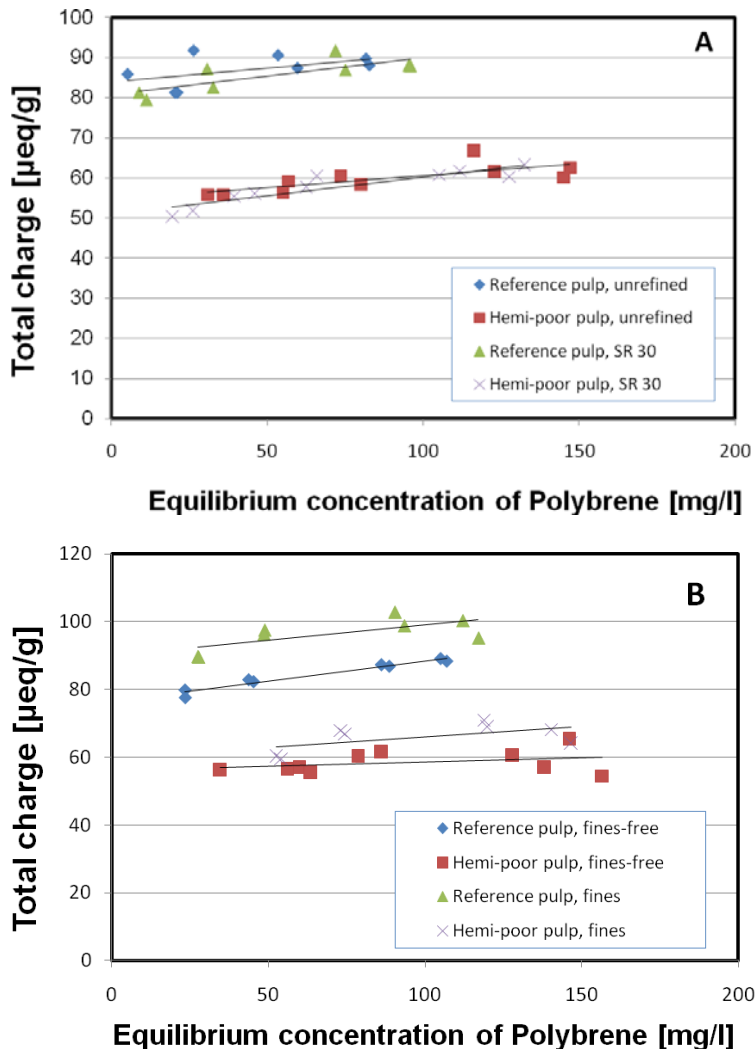 A
Total charge [µeq/g]
100
90
80
70
60
50
40
30
20
10
0
Reference pulp, unrefined
Hemi-poor pulp, unrefined
Reference pulp, SR 30
Hemi-poor pulp, SR 30
0 50 100 150 200
Equilibrium concentration of Polybrene [mg/l]
B
Total charge [µeq/g]
120
100
80
60
40
20
0
Reference pulp, fines-free
Hemi-poor pulp, fines-free
Reference pulp, fines
Hemi-poor pulp, fines
0 50 100 150 200
Equilibrium concentration of Polybrene [mg/l]